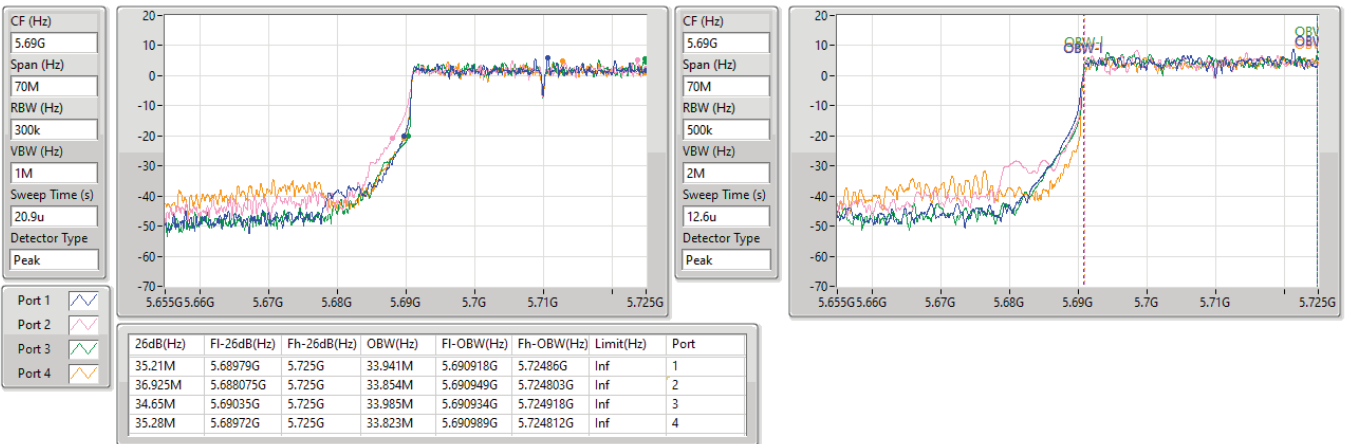 CF (Hz)
5.69G
Span (Hz)
70M
RBW (Hz)
300k
VBW (Hz)
1M
Sweep Time (s)
20.9u
Detector Type
Peak
20
10
0
-10
-20
-30
-40
-50
-60
-70
5.655G 5.66G 5.67G 5.68G 5.69G 5.7G 5.71G 5.725G
CF (Hz)
5.69G
Span (Hz)
70M
RBW (Hz)
500k
VBW (Hz)
2M
Sweep Time (s)
12.6u
Detector Type
Peak
20
10
0
-10
-20
-30
-40
-50
-60
-70
OBW-l
OBW-l
OBV
OBV
5.655G 5.66G 5.67G 5.68G 5.69G 5.7G 5.71G 5.725G
Port 1
Port 2
Port 3
Port 4
26dB(Hz) Fl-26dB(Hz) Fh-26dB(Hz) OBW(Hz) Fl-OBW(Hz) Fh-OBW(Hz) Limit(Hz) Port
35.21M 5.68979G 5.725G 33.941M 5.690918G 5.72486G Inf 1
36.925M 5.688075G 5.725G 33.854M 5.690949G 5.724803G Inf 2
34.65M 5.69035G 5.725G 33.985M 5.690934G 5.724918G Inf 3
35.28M 5.68972G 5.725G 33.823M 5.690989G 5.724812G Inf 4